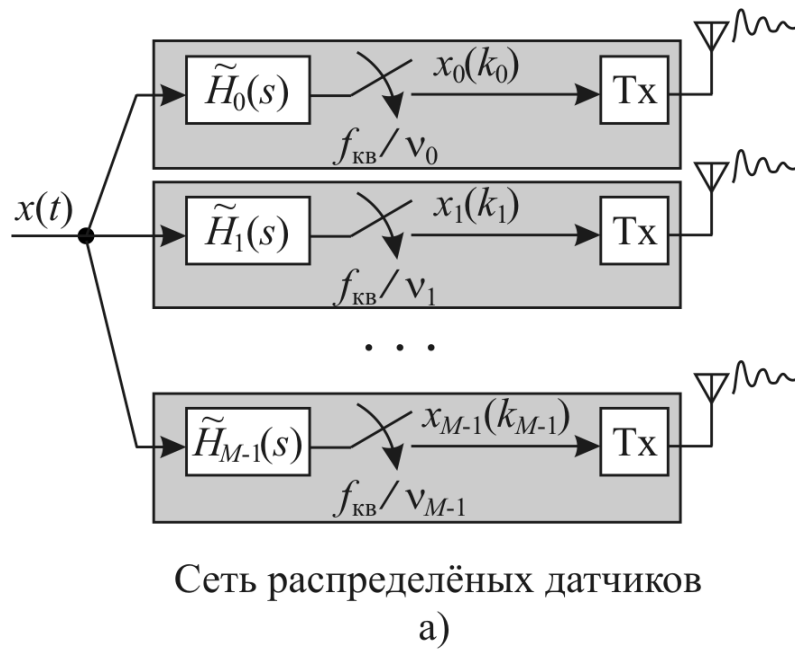 H̃₀(s) x₀(k₀) Tx
f_кв / ν₀
x(t) H̃₁(s) x₁(k₁) Tx
f_кв / ν₁
. . .
H̃_{M-1}(s) x_{M-1}(k_{M-1}) Tx
f_кв / ν_{M-1}
Сеть распределёных датчиков
а)